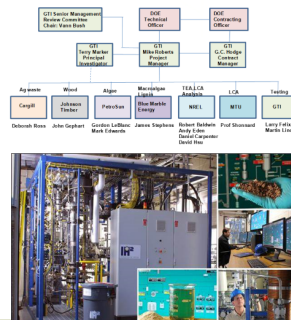 GTI Senior Management
Review Committee
Chair: Vann Bush
DOE
Technical
Officer
DOE
Contracting
Officer
GTI
Terry Marker
Principal
Investigator
GTI
Mike Roberts
Project
Manager
GTI
G.C. Hodge
Contract
Manager
Ag waste
Wood
Algae
Macroalgae
Lignin
TEA,LCA
Analysis
LCA
Testing
Cargill
Johnson
Timber
PetroSun
Blue Marble
Energy
NREL
MTU
GTI
Deborah Ross
John Gephart
Gordon LeBlanc
Mark Edwards
James Stephens
Robert Baldwin
Andy Eden
Daniel Carpenter
David Hsu
Prof Shonnard
Larry Felix
Martin Lin